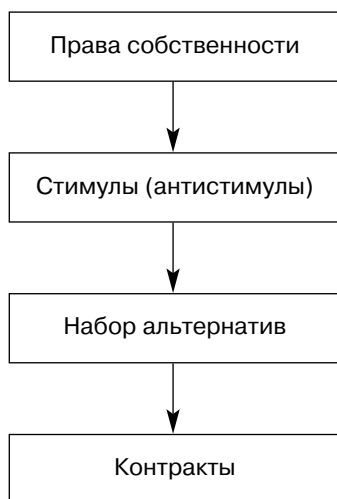 Права собственности
Стимулы (антистимулы)
Набор альтернатив
Контракты